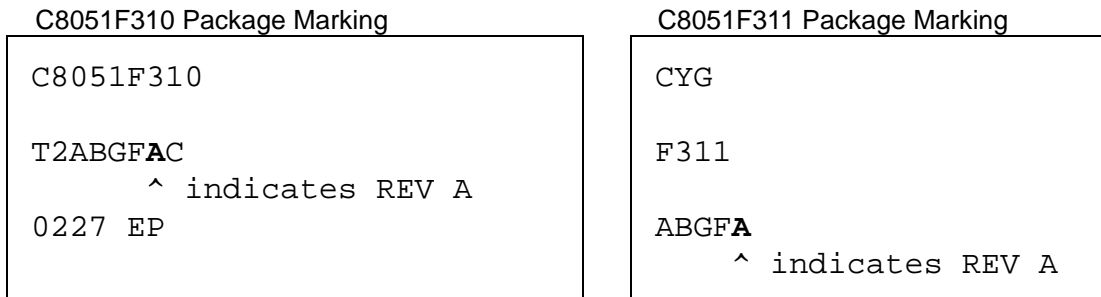 C8051F310 Package Marking
C8051F310
T2ABGFAC
^ indicates REV A
0227 EP
C8051F311 Package Marking
CYG
F311
ABGFA
^ indicates REV A